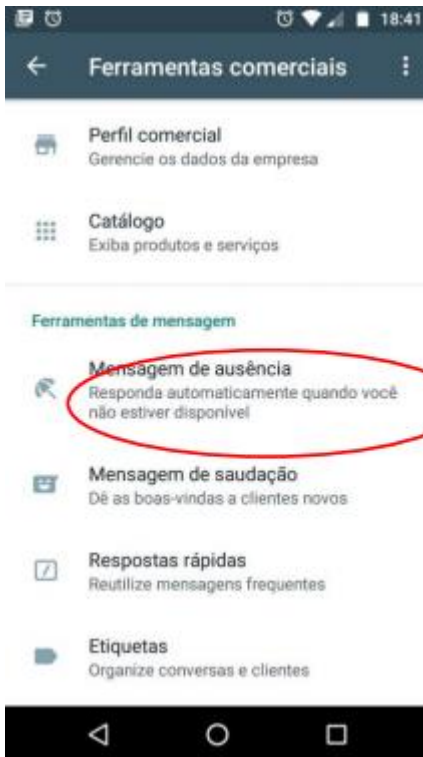 18:41
Ferramentas comerciais
Perfil comercial
Gerencie os dados da empresa
Catálogo
Exiba produtos e serviços
Ferramentas de mensagem
Mensagem de ausência
Responda automaticamente quando você
não estiver disponível
Mensagem de saudação
Dê as boas-vindas a clientes novos
Respostas rápidas
Reutilize mensagens frequentes
Etiquetas
Organize conversas e clientes